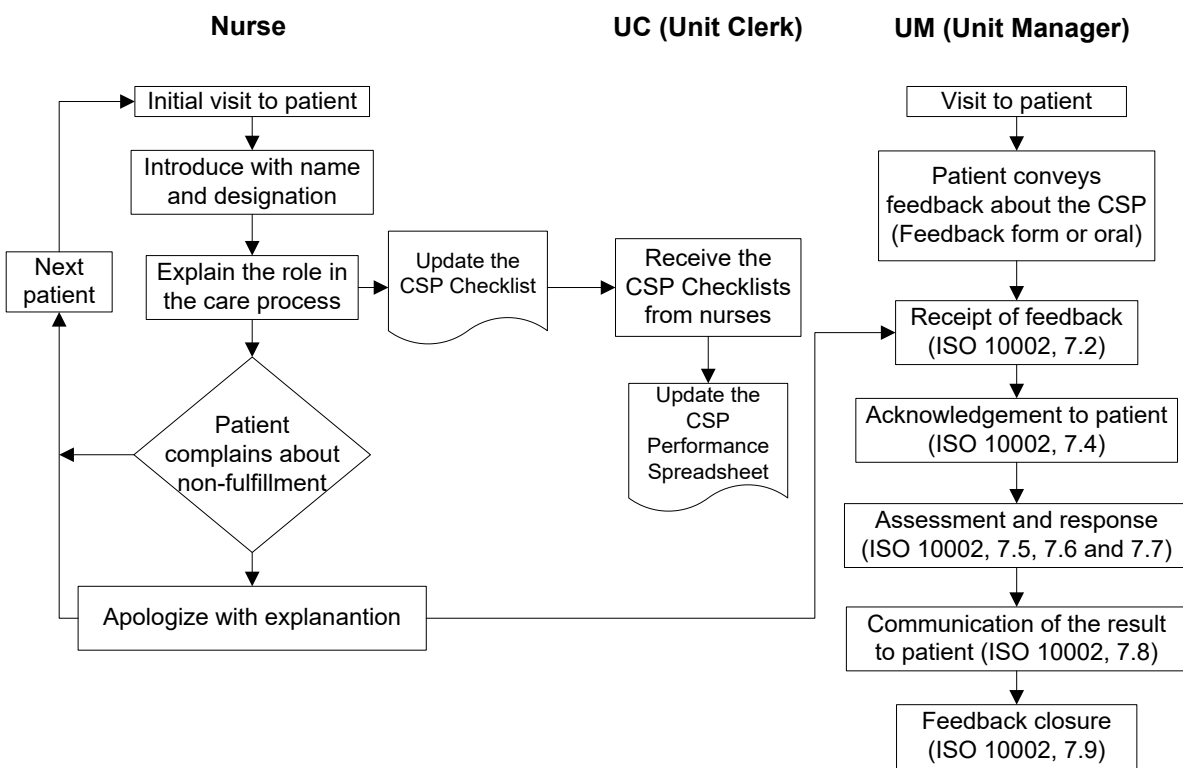 Nurse
UC (Unit Clerk)
UM (Unit Manager)
Initial visit to patient
Introduce with name
and designation
Explain the role in
the care process
Next
patient
Patient
complains about
non-fulfillment
Apologize with explanantion
Update the
CSP Checklist
Receive the
CSP Checklists
from nurses
Update the
CSP
Performance
Spreadsheet
Visit to patient
Patient conveys
feedback about the CSP
(Feedback form or oral)
Receipt of feedback
(ISO 10002, 7.2)
Acknowledgement to patient
(ISO 10002, 7.4)
Assessment and response
(ISO 10002, 7.5, 7.6 and 7.7)
Communication of the result
to patient (ISO 10002, 7.8)
Feedback closure
(ISO 10002, 7.9)